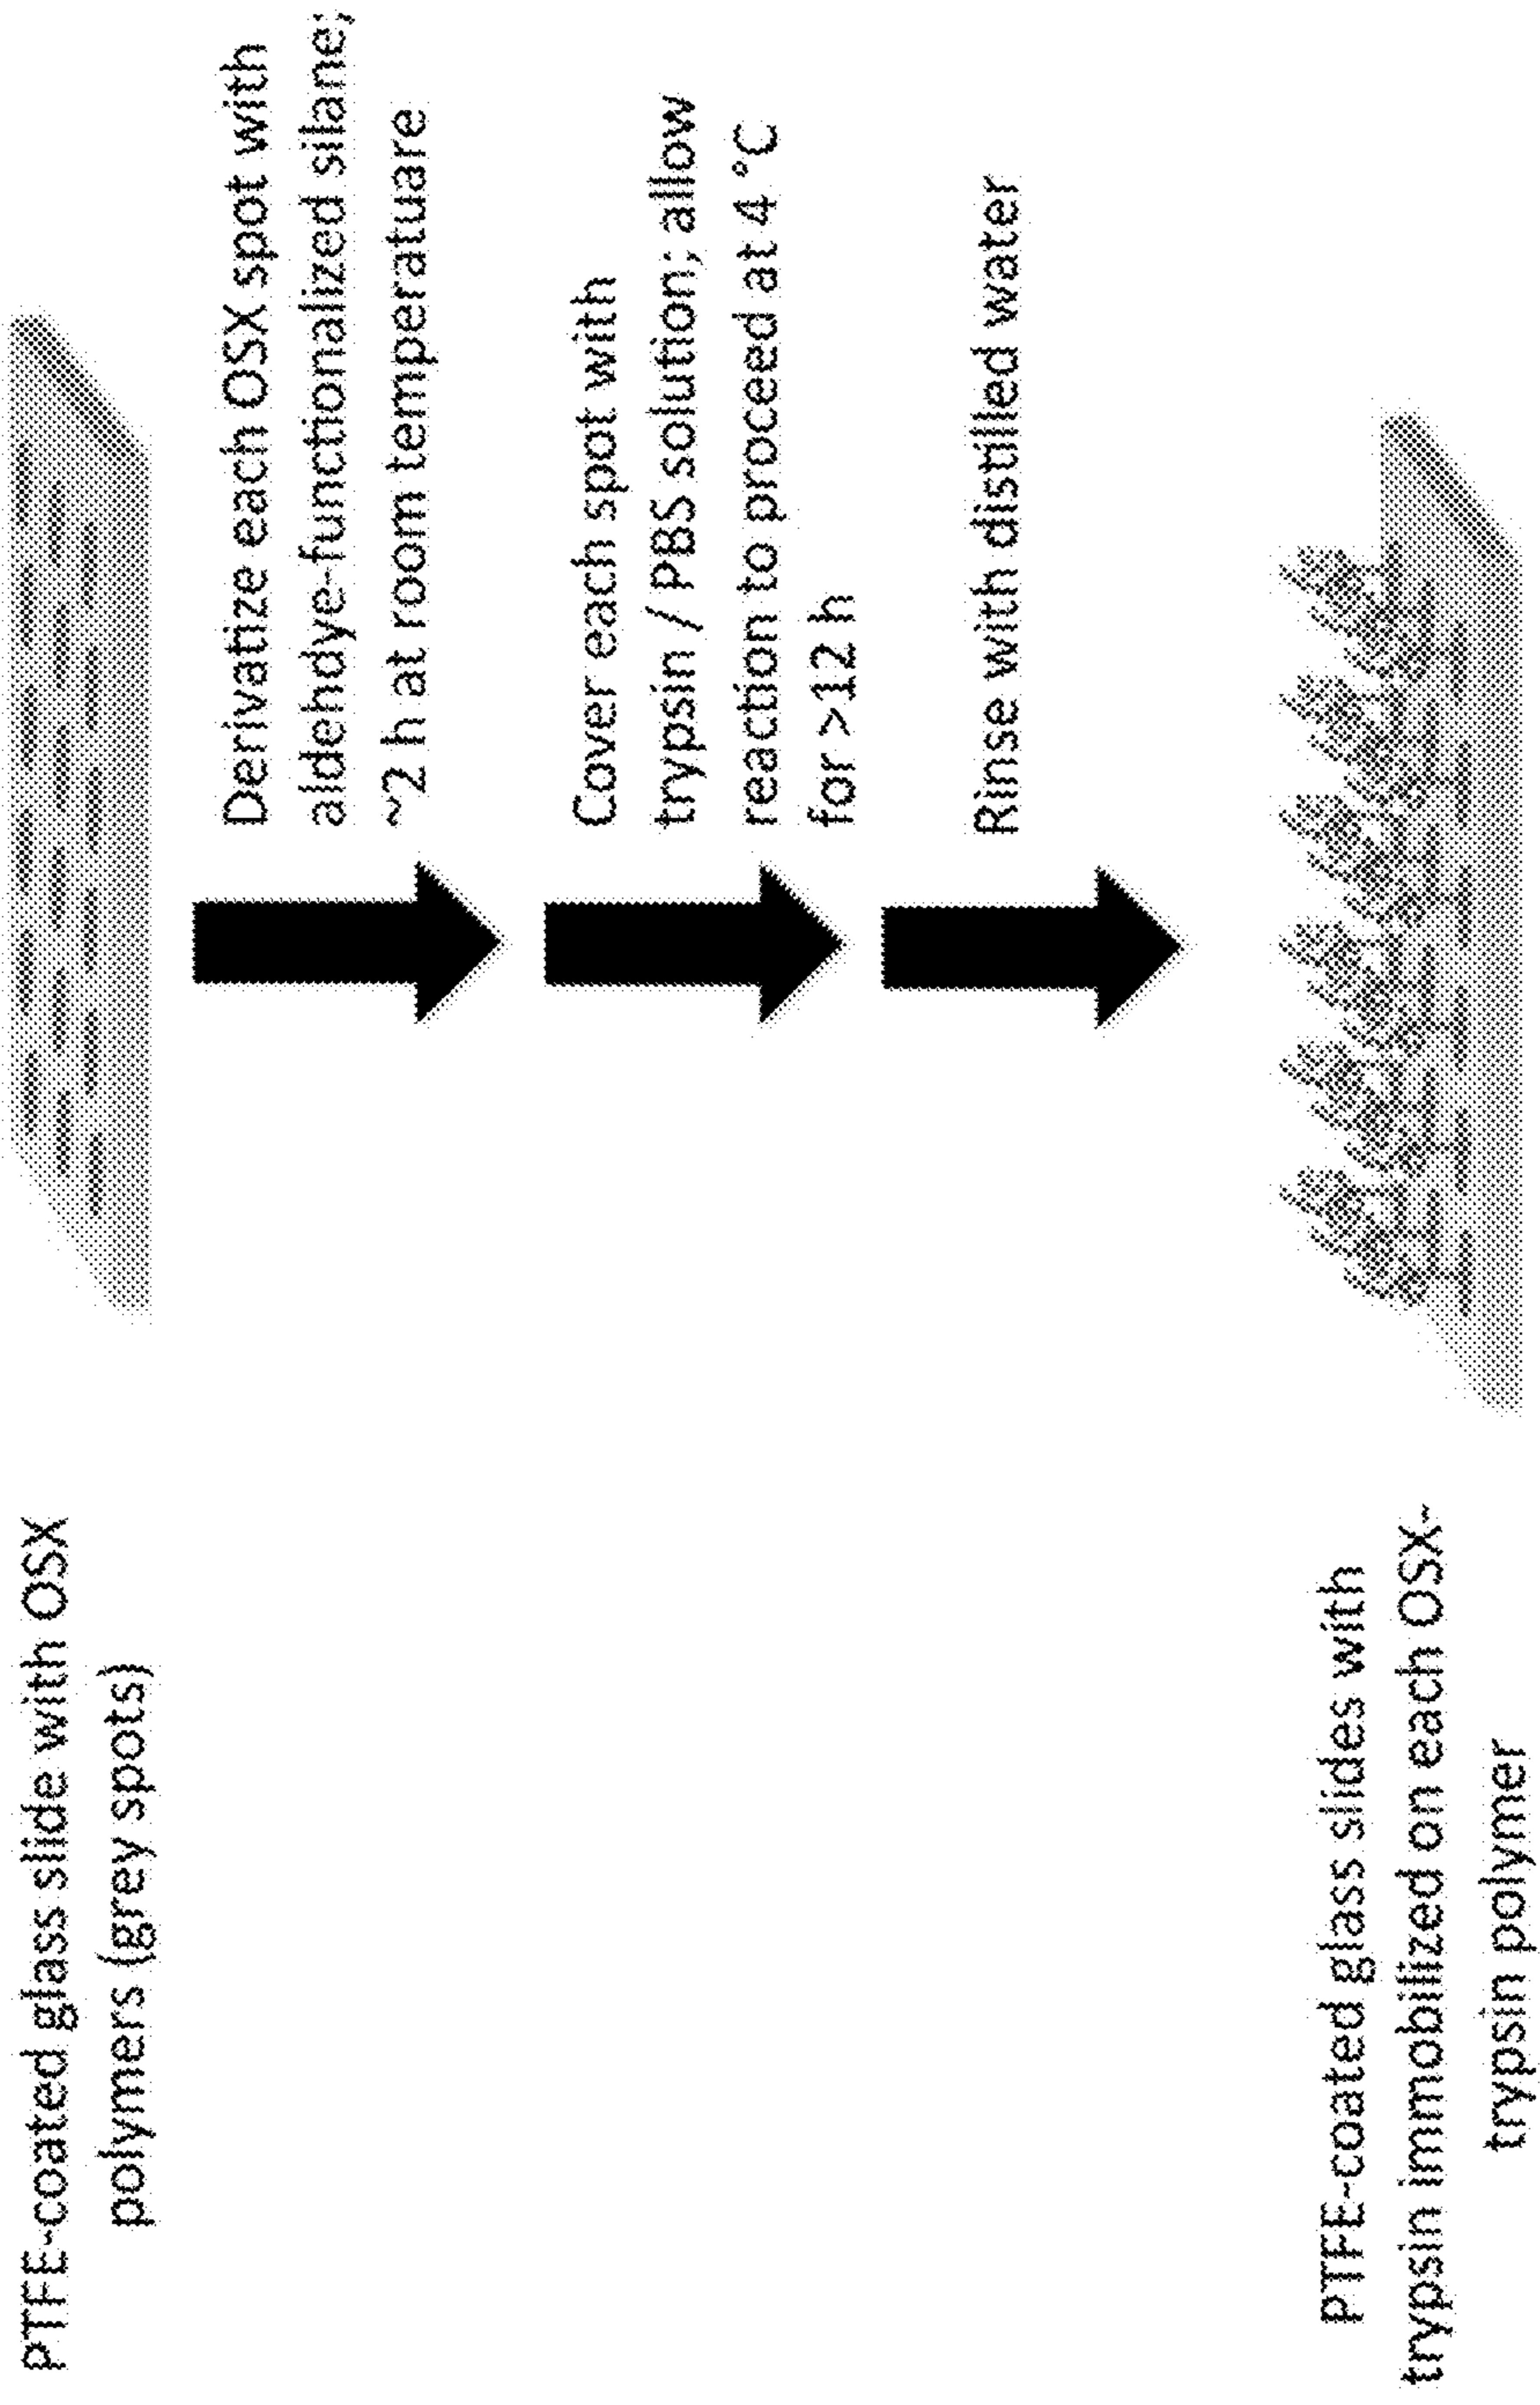 PTFE-coated glass slide with OSX
polymers (grey spots)
Derivatize each OSX spot with
aldehdye-functionalized silane;
~2 h at room temperatuare
Cover each spot with
trypsin / PBS solution; allow
reaction to proceed at 4 °C
for >12 h
Rinse with distilled water
PTFE-coated glass slides with
trypsin immobilized on each OSX-
trypsin polymer